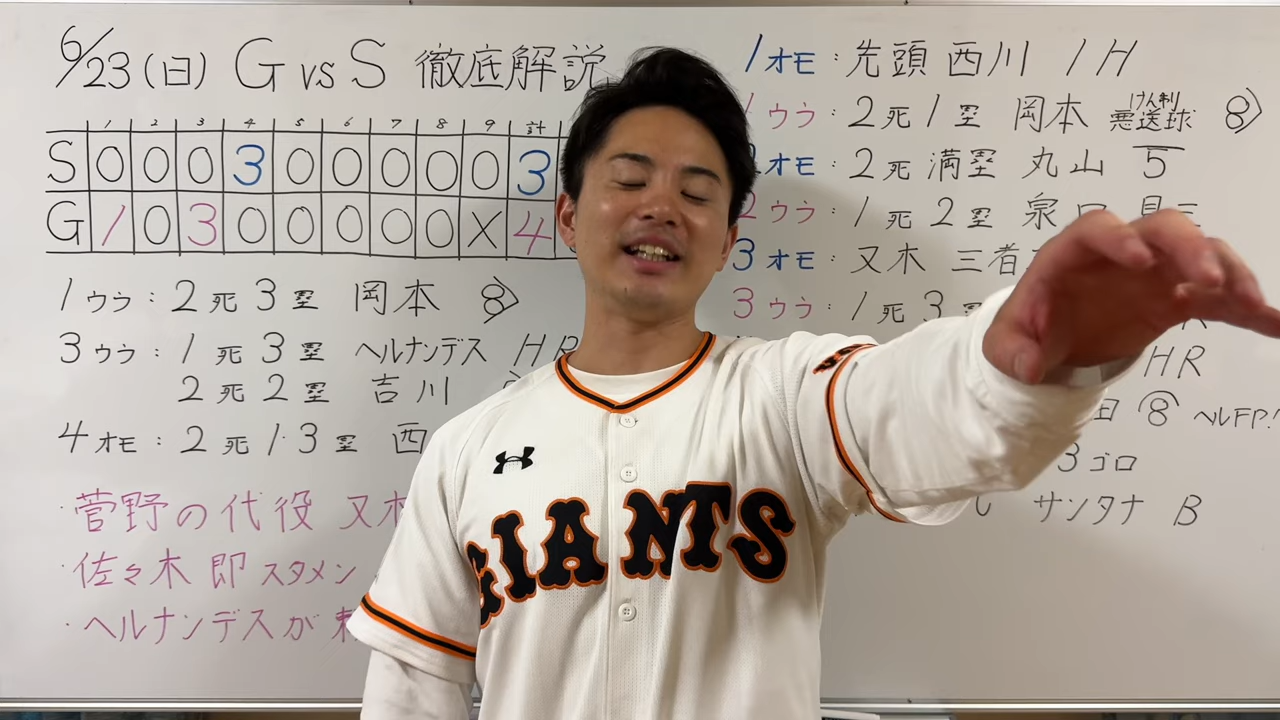 6/23(日) G vs S 徹底解説
1 2 3 4 5 6 7 8 9 計
S 0 0 0 3 0 0 0 0 0 3
G 1 0 3 0 0 0 0 0 X 4
1ウラ:2死3塁 岡本 8
3ウラ:1死3塁 ヘルナンデス HR
2死2塁 吉川
4オモ:2死1・3塁 西
・菅野の代役 又木
・佐々木 即スタメン
・ヘルナンデスが
1オモ:先頭 西川 1H
ウラ:2死1塁 岡本 悪送球 8
けん制
オモ:2死満塁 丸山 5
2ウラ:1死2塁 泉口 見三
3オモ:又木 三者
3ウラ:1死3
HR
田 8 ヘルFP!
3ゴロ
サンタナ B
GIANTS